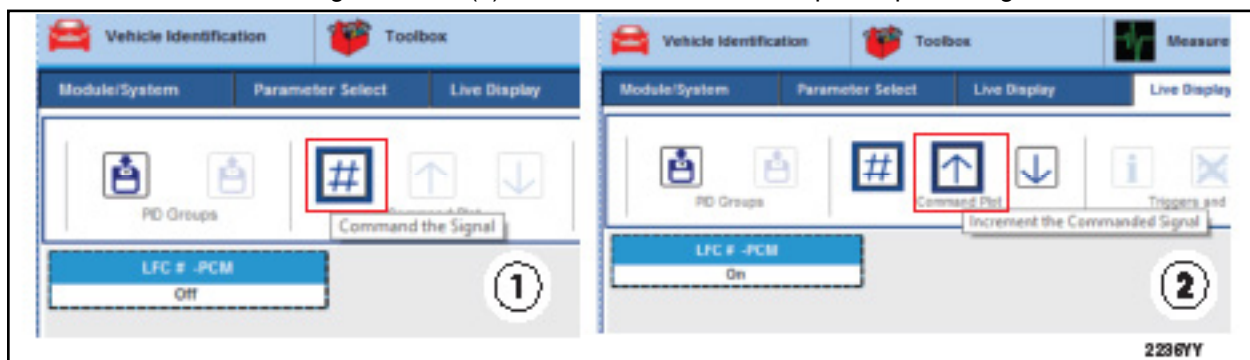 Vehicle Identification Toolbox
Module/System Parameter Select Live Display
#
PID Groups
Command the Signal
LFC # -PCM
Off
1
Vehicle Identification Toolbox Measure
Module/System Parameter Select Live Display Live Display
#
PID Groups Command Plot Triggers and
Increment the Commanded Signal
LFC # -PCM
On
2
2236YY